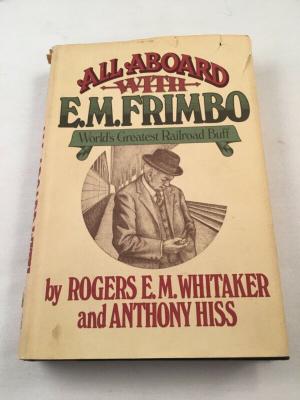 ALL ABOARD
WITH
E.M. FRIMBO
World's Greatest Railroad Buff
by ROGERS E. M. WHITAKER
and ANTHONY HISS